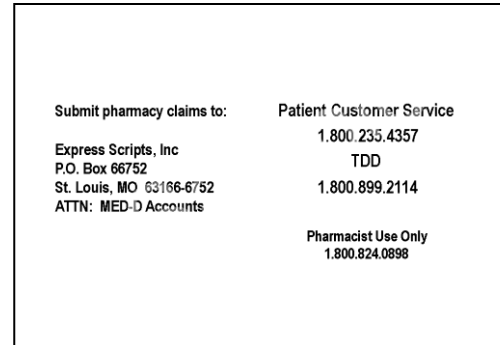 Submit pharmacy claims to:
Express Scripts, Inc
P.O. Box 66752
St. Louis, MO 63166-6752
ATTN: MED-D Accounts
Patient Customer Service
1.800.235.4357
TDD
1.800.899.2114
Pharmacist Use Only
1.800.824.0898